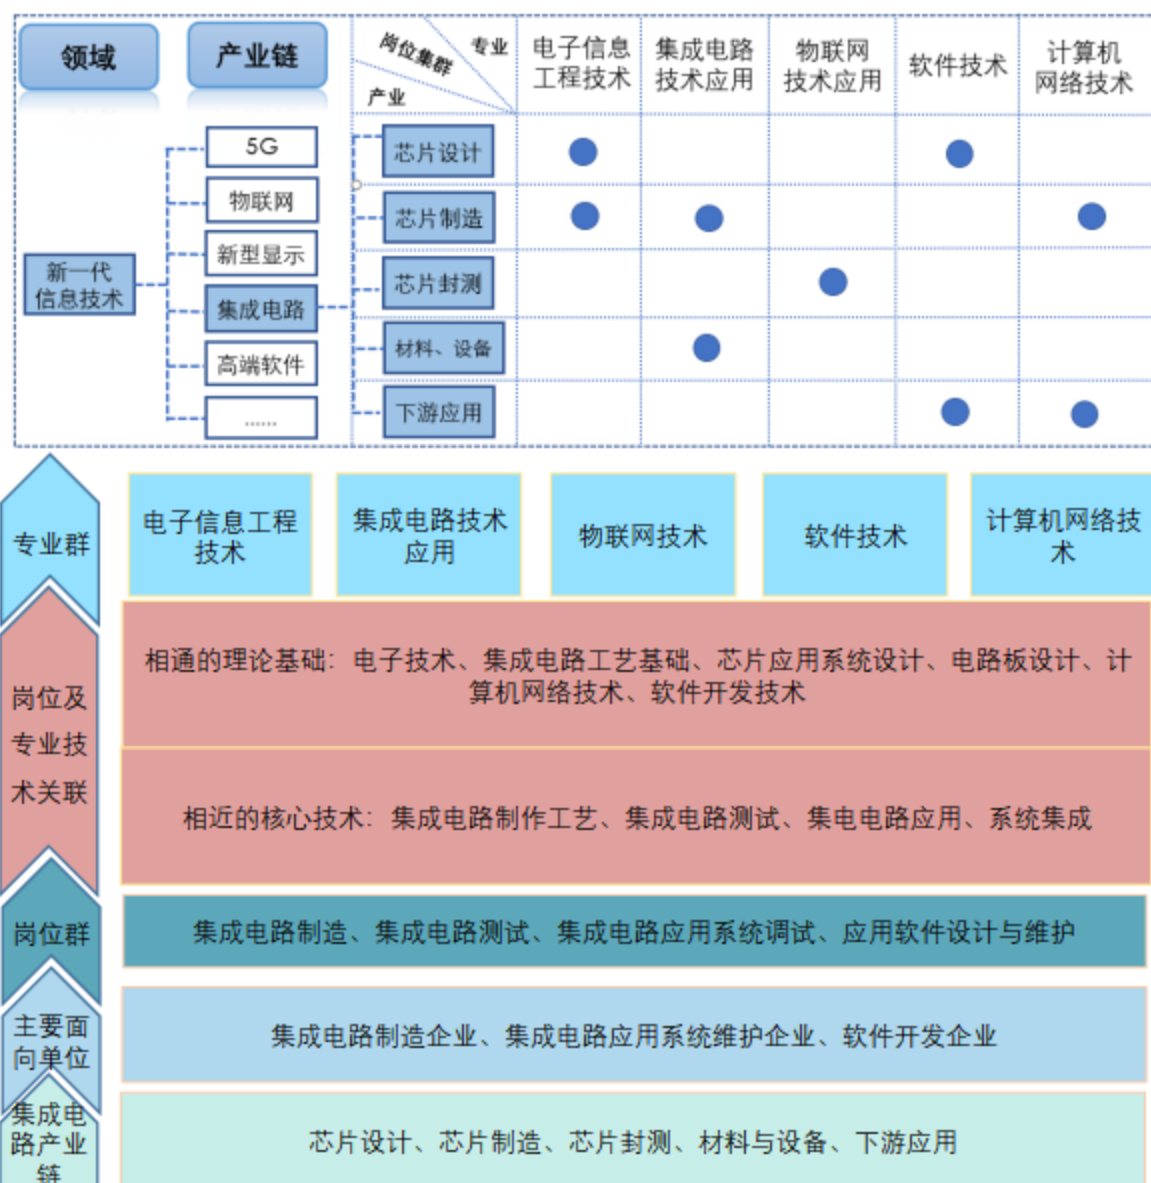 领域
产业链
岗位集群
专业
产业
电子信息
工程技术
集成电路
技术应用
物联网
技术应用
软件技术
计算机
网络技术
新一代
信息技术
5G
物联网
新型显示
集成电路
高端软件
......
芯片设计
芯片制造
芯片封测
材料、设备
下游应用
专业群
电子信息工程
技术
集成电路技术
应用
物联网技术
软件技术
计算机网络技
术
岗位及
专业技
术关联
相通的理论基础：电子技术、集成电路工艺基础、芯片应用系统设计、电路板设计、计
算机网络技术、软件开发技术
相近的核心技术：集成电路制作工艺、集成电路测试、集电电路应用、系统集成
岗位群
集成电路制造、集成电路测试、集成电路应用系统调试、应用软件设计与维护
主要面
向单位
集成电路制造企业、集成电路应用系统维护企业、软件开发企业
集成电
路产业
链
芯片设计、芯片制造、芯片封测、材料与设备、下游应用